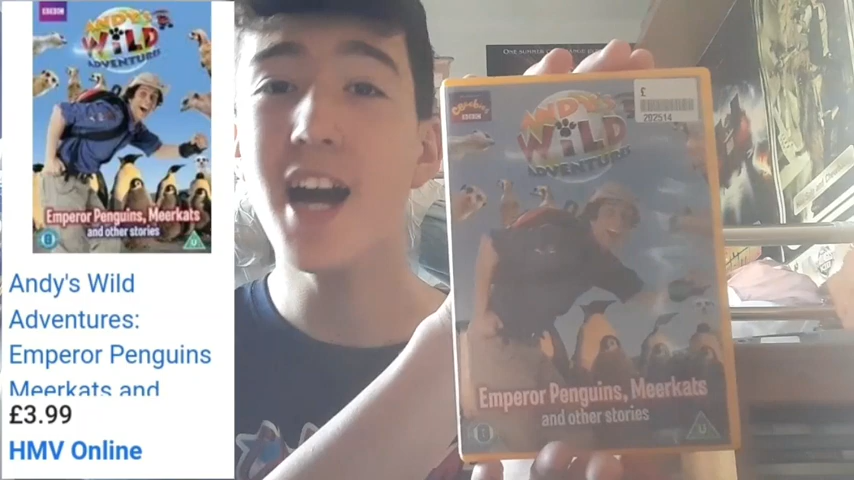 BBC
ANDY'S
WILD
ADVENTURES
Emperor Penguins, Meerkats
and other stories
U
Andy's Wild
Adventures:
Emperor Penguins
Meerkats and
£3.99
HMV Online
CBeebies
BBC
ANDY'S
WILD
ADVENTURES
£
202514
Emperor Penguins, Meerkats
and other stories
U